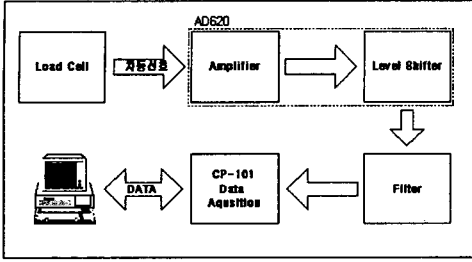 AD620
Load Cell
차동신호
Amplifier
Level Shifter
DATA
CP-101
Data
Aqusition
Filter